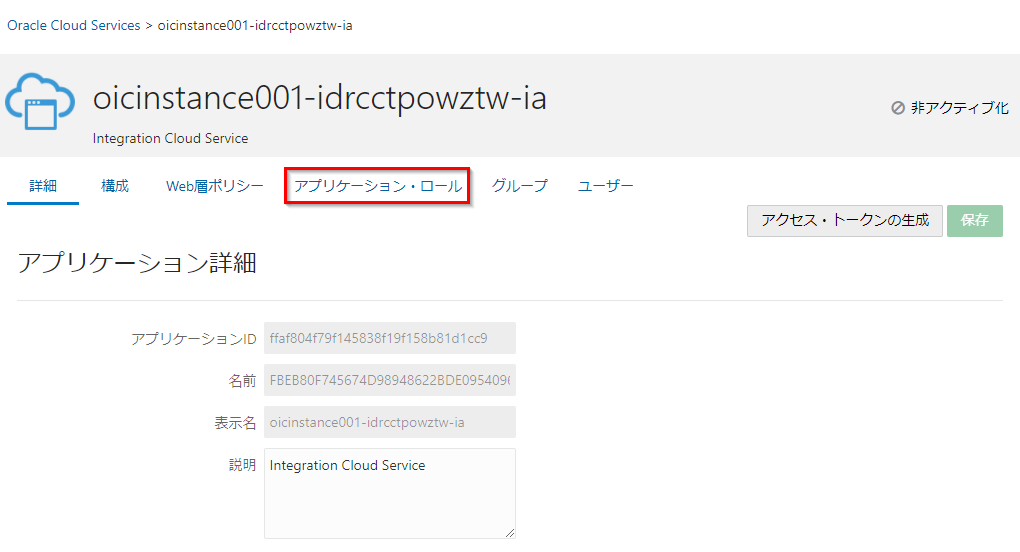 Oracle Cloud Services > oicinstance001-idrcctpowztw-ia
oicinstance001-idrcctpowztw-ia
非アクティブ化
Integration Cloud Service
詳細 構成 Web層ポリシー アプリケーション・ロール グループ ユーザー
アクセス・トークンの生成 保存
アプリケーション詳細
アプリケーションID ffaf804f79f145838f19f158b81d1cc9
名前 FBEB80F745674D98948622BDE0954096
表示名 oicinstance001-idrcctpowztw-ia
説明 Integration Cloud Service